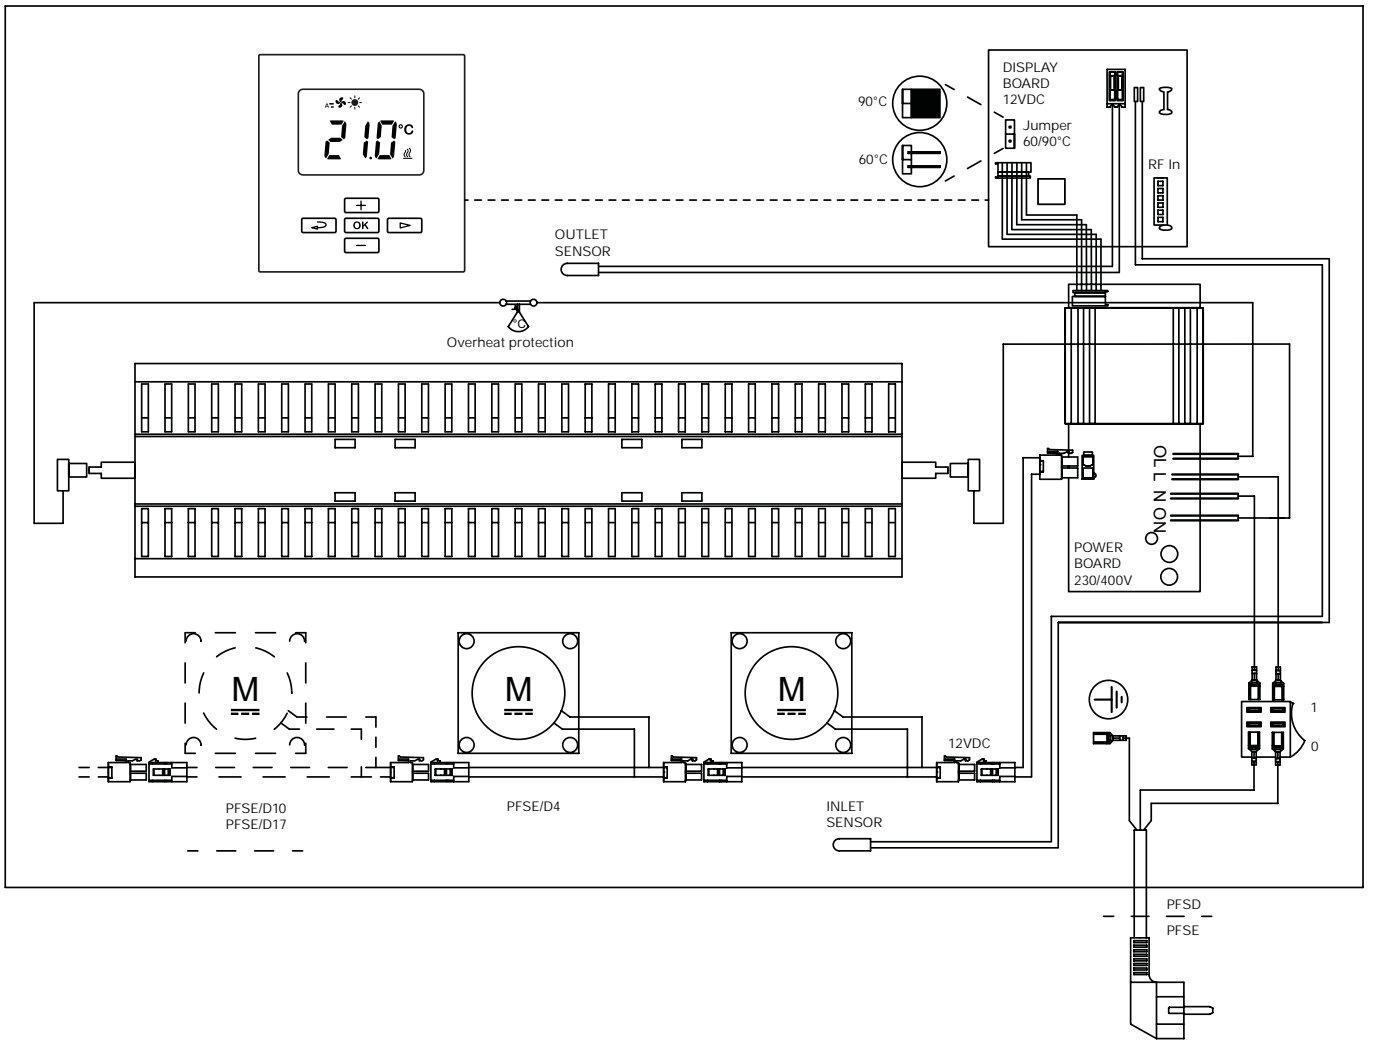 A
21.0°C
+
OK
−
90°C
60°C
DISPLAY
BOARD
12VDC
Jumper
60/90°C
RF In
OUTLET
SENSOR
°C
Overheat protection
OL
L
N
ON
POWER
BOARD
230/400V
M
M
M
12VDC
1
0
PFSE/D10
PFSE/D17
PFSE/D4
INLET
SENSOR
PFSD
PFSE